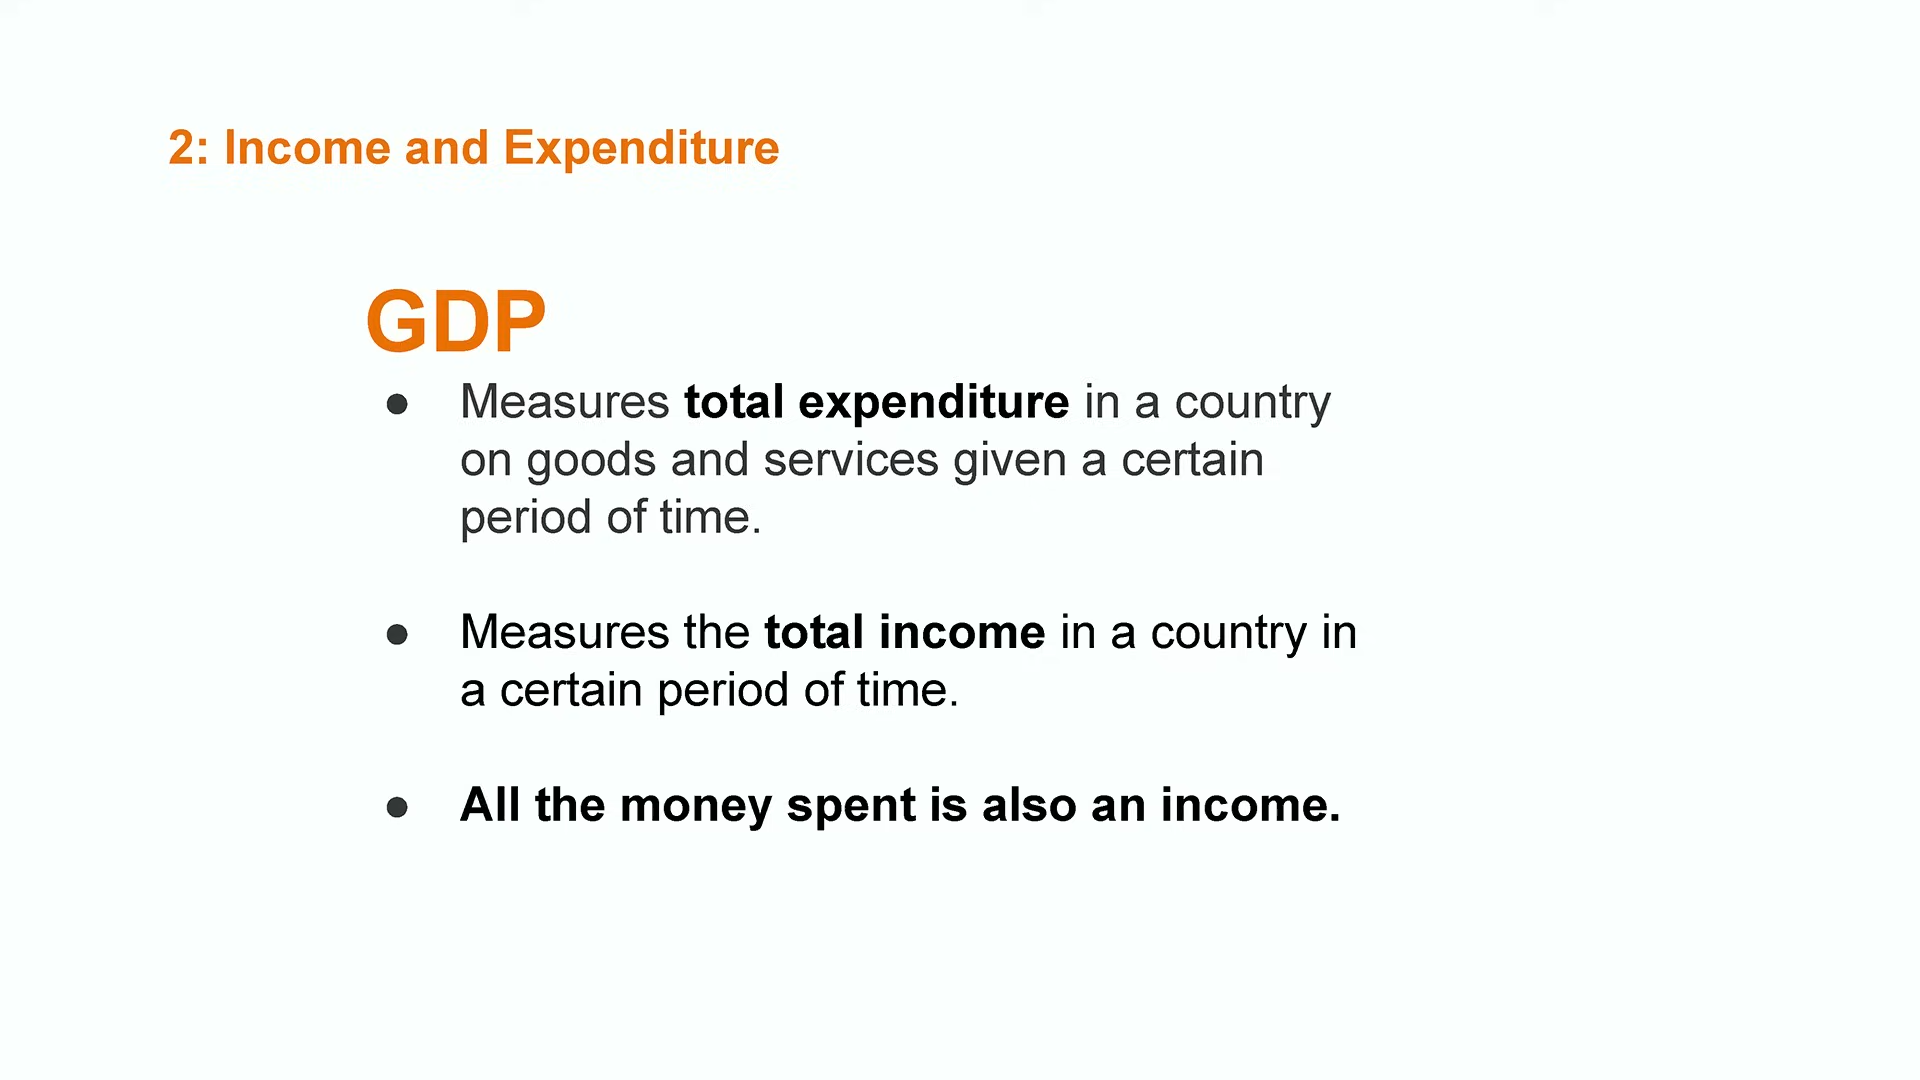 2: Income and Expenditure
GDP
● Measures total expenditure in a country
on goods and services given a certain
period of time.
● Measures the total income in a country in
a certain period of time.
● All the money spent is also an income.